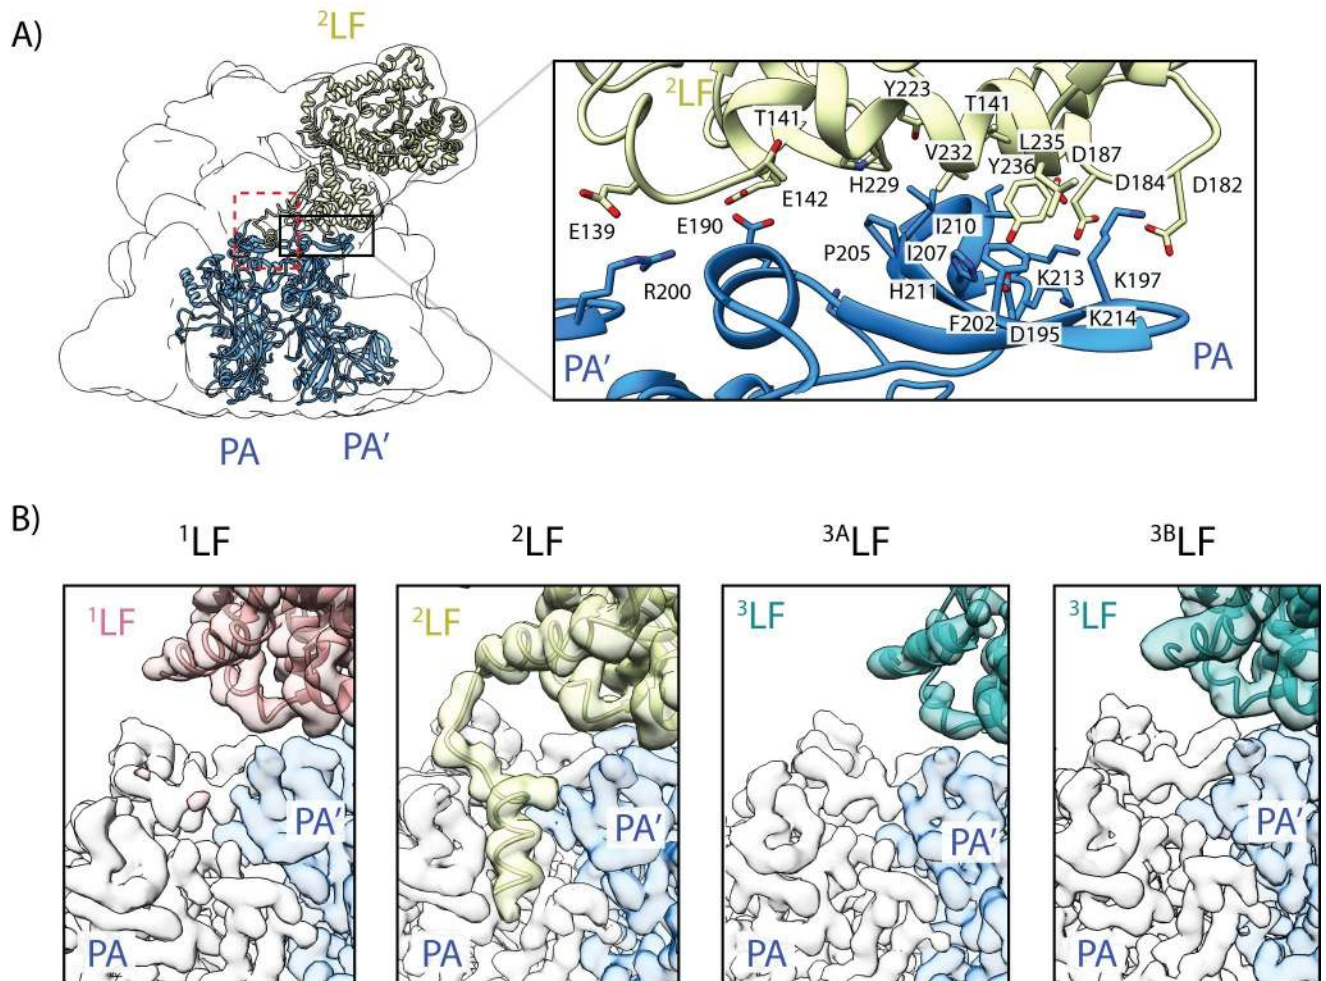 A)
²LF
PA
PA′
²LF
Y223
T141
T141
L235
V232
D187
Y236
H229
D184
D182
E142
E139
E190
I210
P205
I207
R200
K213
K197
H211
F202
K214
D195
PA′
PA
B)
¹LF
²LF
³ᴬLF
³ᴮLF
¹LF
²LF
³LF
³LF
PA′
PA′
PA′
PA′
PA
PA
PA
PA